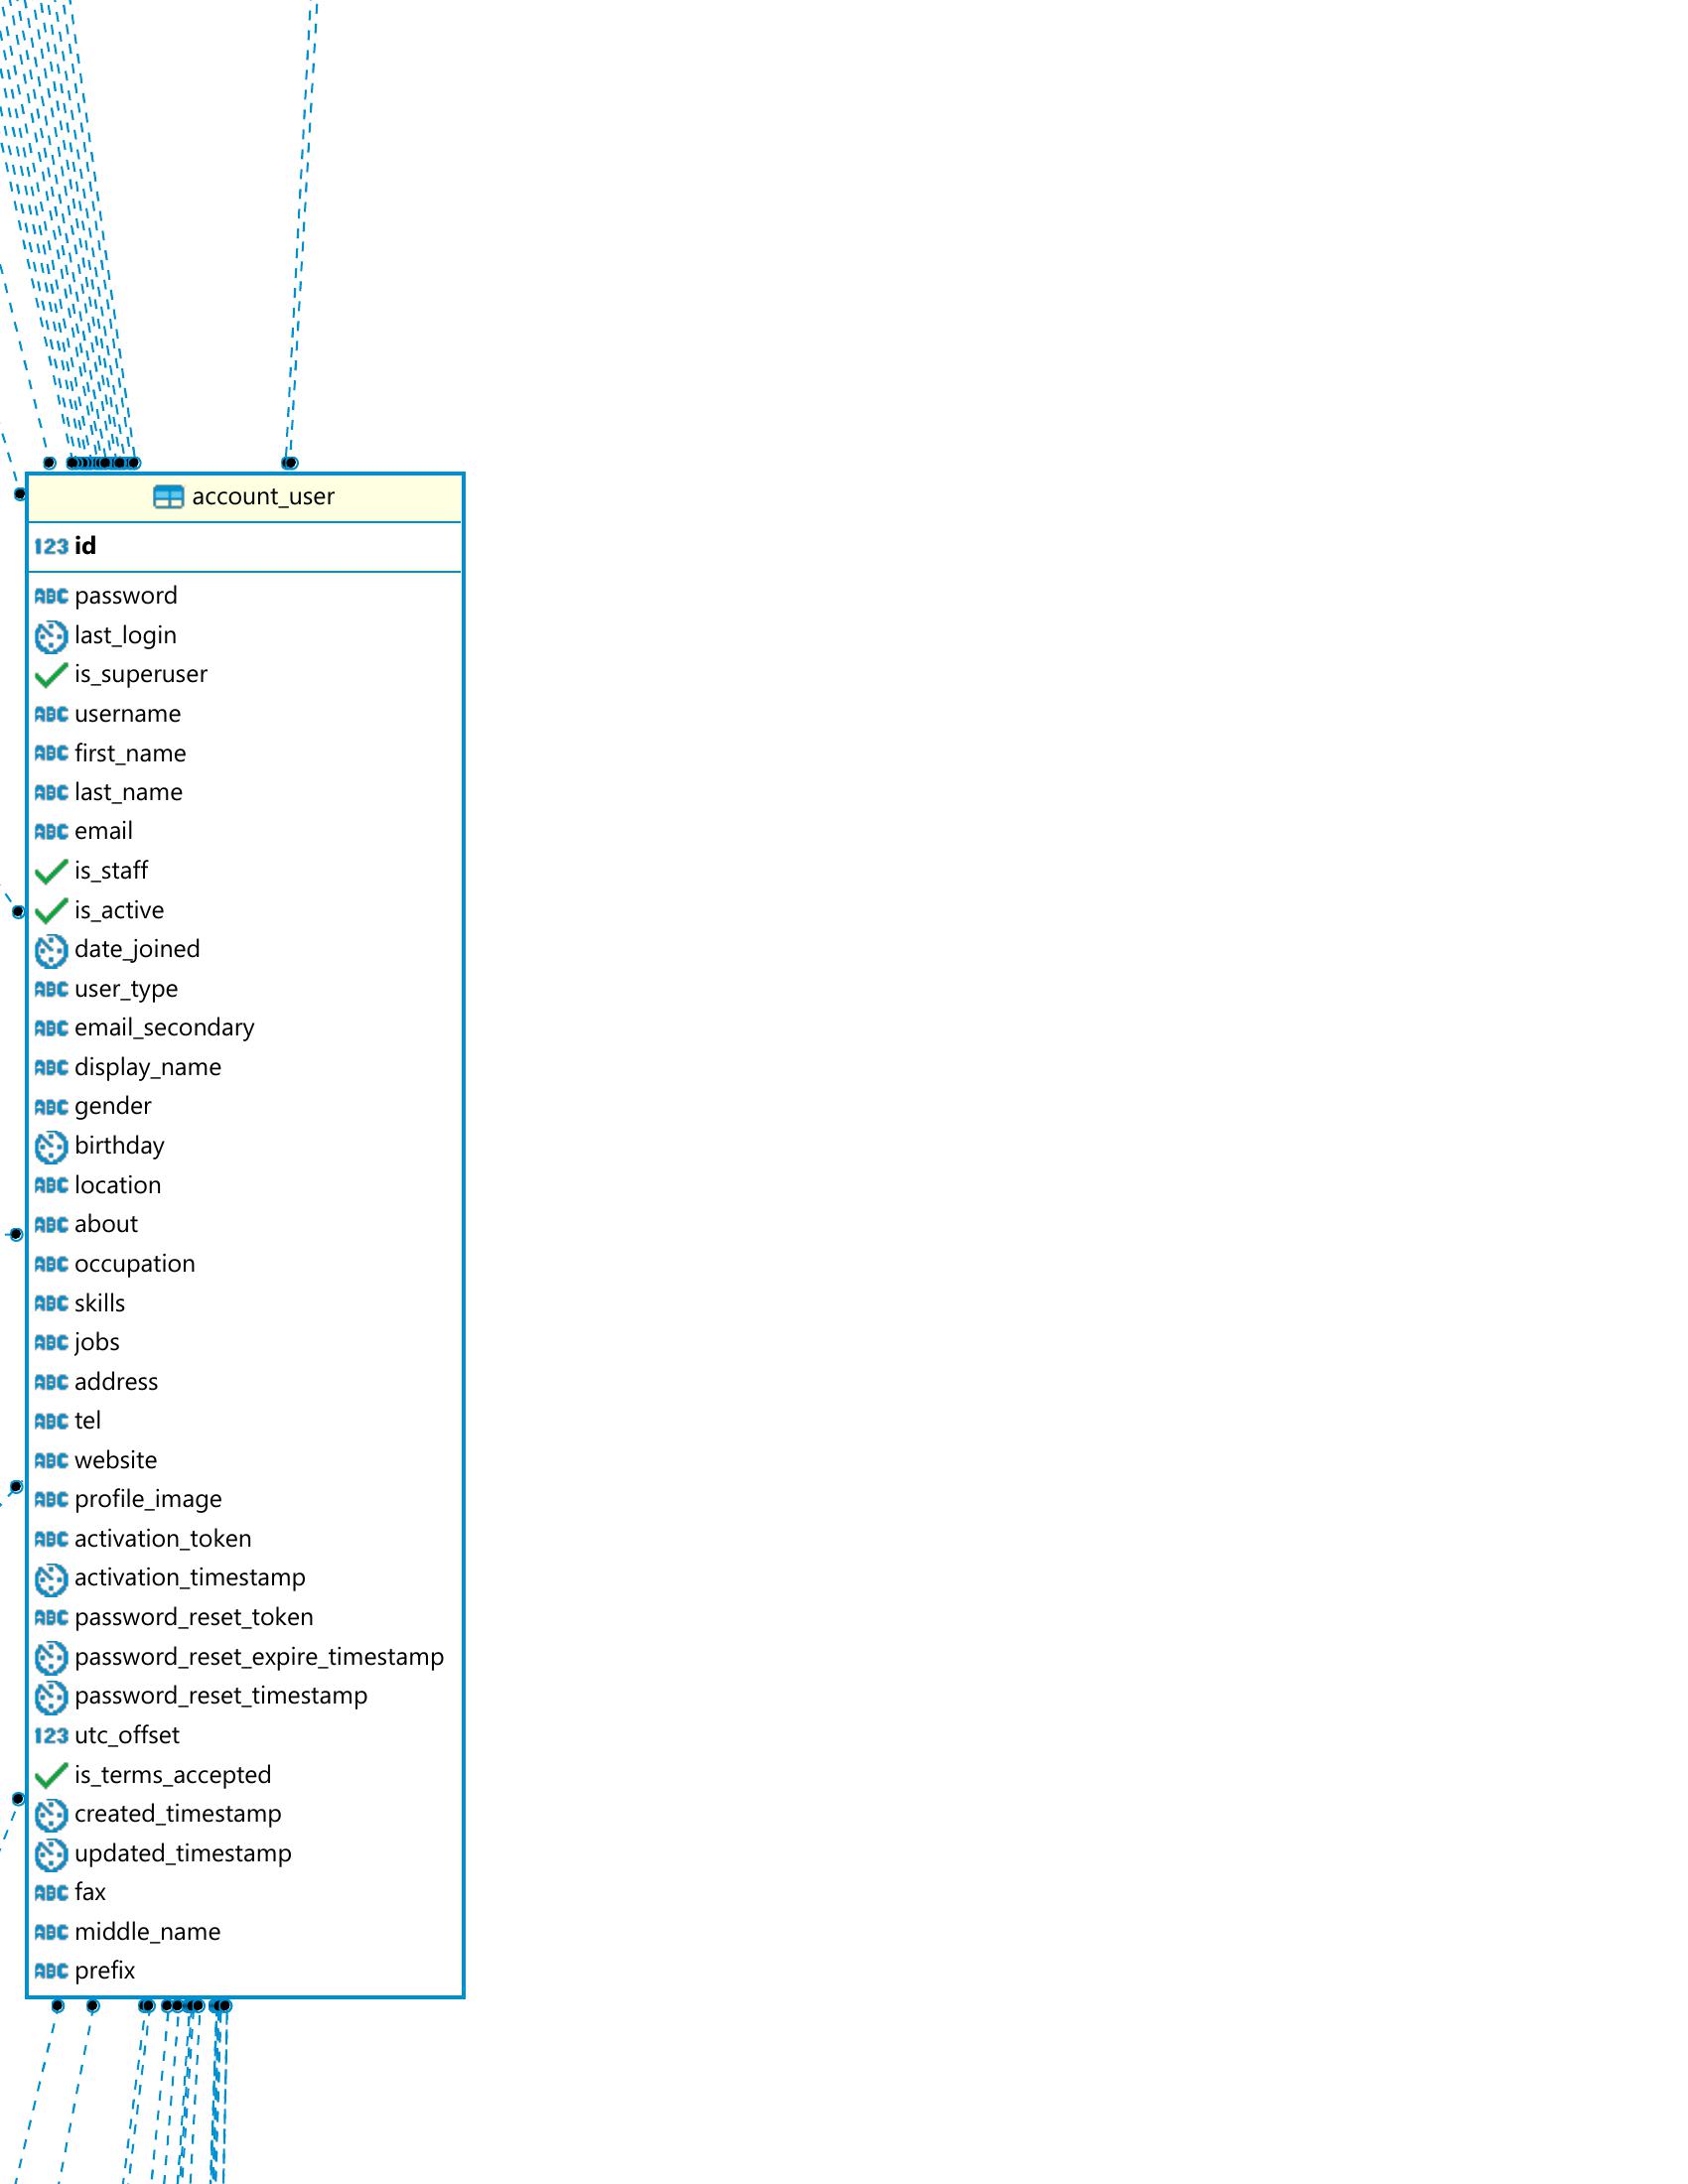 account_user
123 id
ABC password
last_login
is_superuser
ABC username
ABC first_name
ABC last_name
ABC email
is_staff
is_active
date_joined
ABC user_type
ABC email_secondary
ABC display_name
ABC gender
birthday
ABC location
ABC about
ABC occupation
ABC skills
ABC jobs
ABC address
ABC tel
ABC website
ABC profile_image
ABC activation_token
activation_timestamp
ABC password_reset_token
password_reset_expire_timestamp
password_reset_timestamp
123 utc_offset
is_terms_accepted
created_timestamp
updated_timestamp
ABC fax
ABC middle_name
ABC prefix